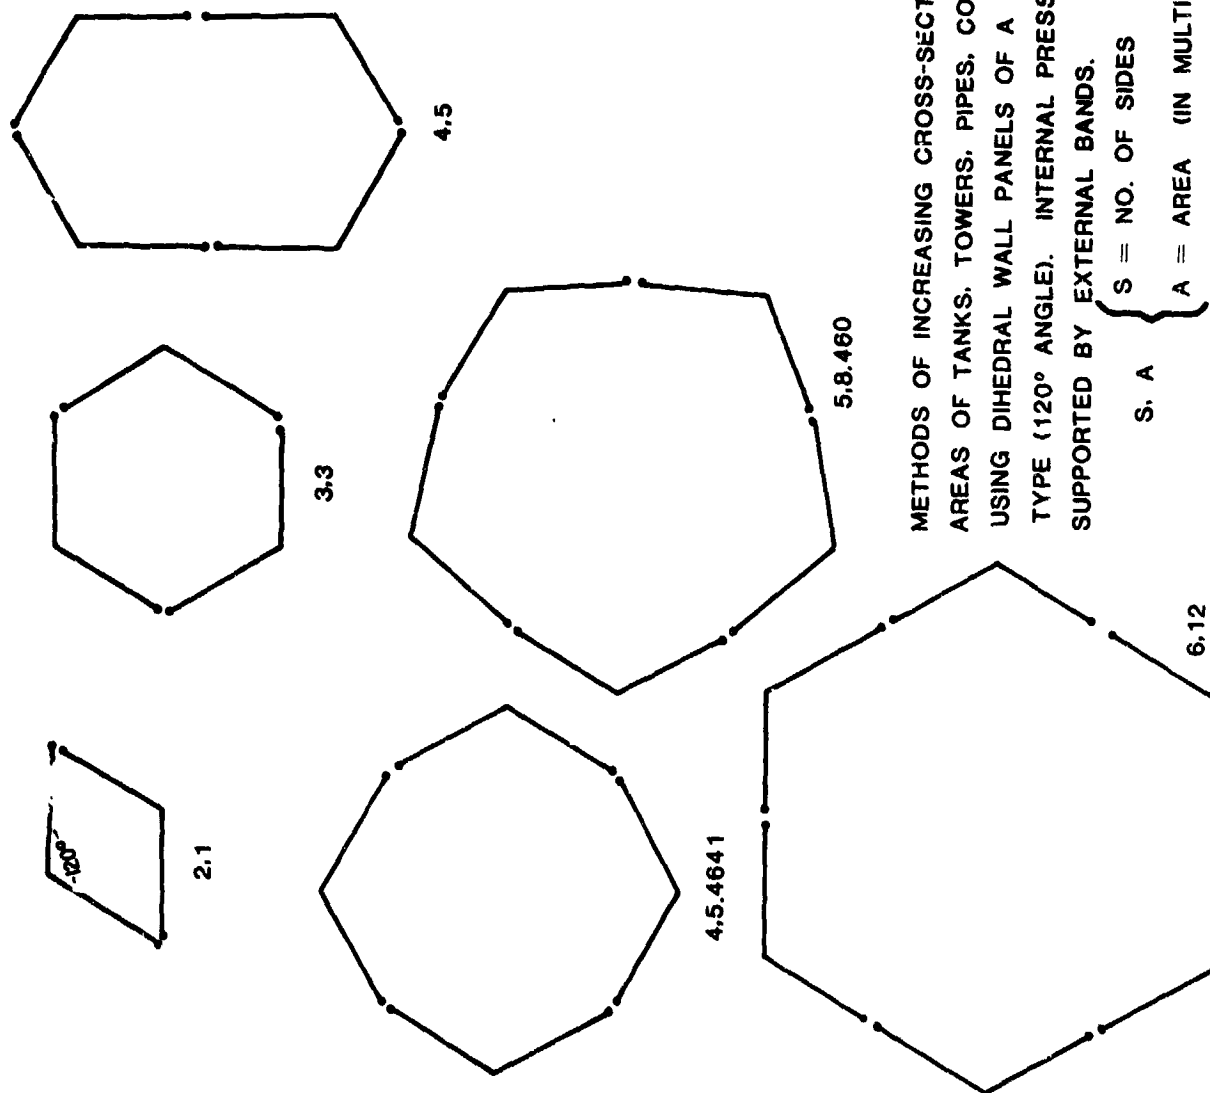 4,5
3,3
2,1
-120°-
5,8.460
4,5.4641
6,12
METHODS OF INCREASING CROSS-SECT
AREAS OF TANKS, TOWERS, PIPES, CO
USING DIHEDRAL WALL PANELS OF A
TYPE (120° ANGLE). INTERNAL PRESS
SUPPORTED BY EXTERNAL BANDS.
S, A { S = NO. OF SIDES
A = AREA (IN MULTI